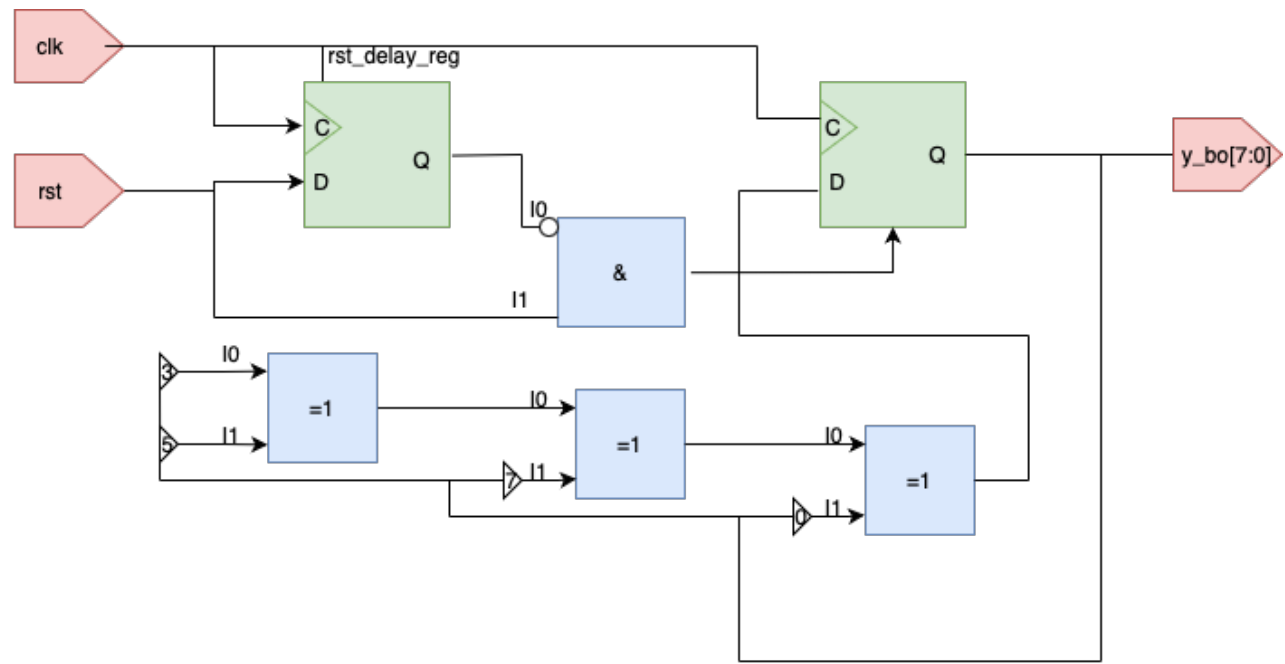 clk
rst_delay_reg
C
Q
D
rst
C
Q
D
y_bo[7:0]
I0
&
I1
3
I0
=1
5
I1
I0
=1
7
I1
I0
=1
0
I1